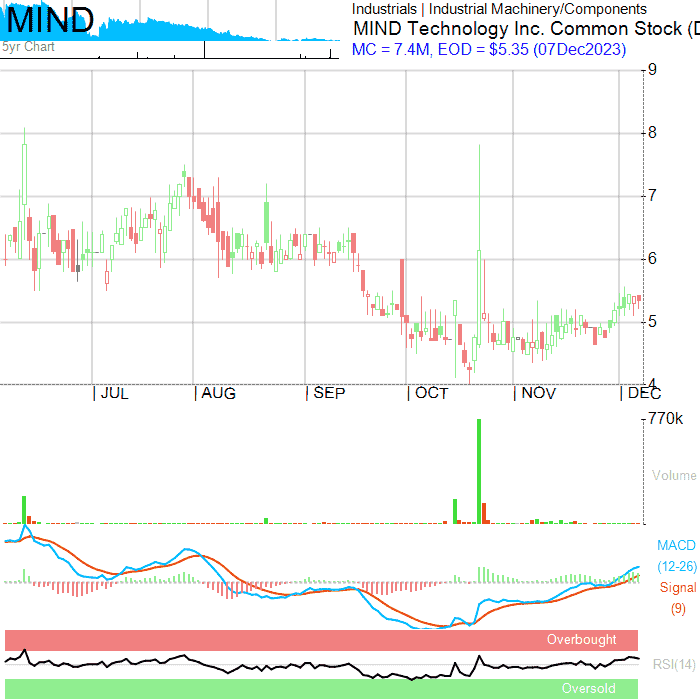 MIND
5yr Chart
Industrials | Industrial Machinery/Components
MIND Technology Inc. Common Stock (D
MC = 7.4M, EOD = $5.35 (07Dec2023)
9
8
7
6
5
4
JUL
AUG
SEP
OCT
NOV
DEC
770k
Volume
MACD
(12-26)
Signal
(9)
Overbought
RSI(14)
Oversold